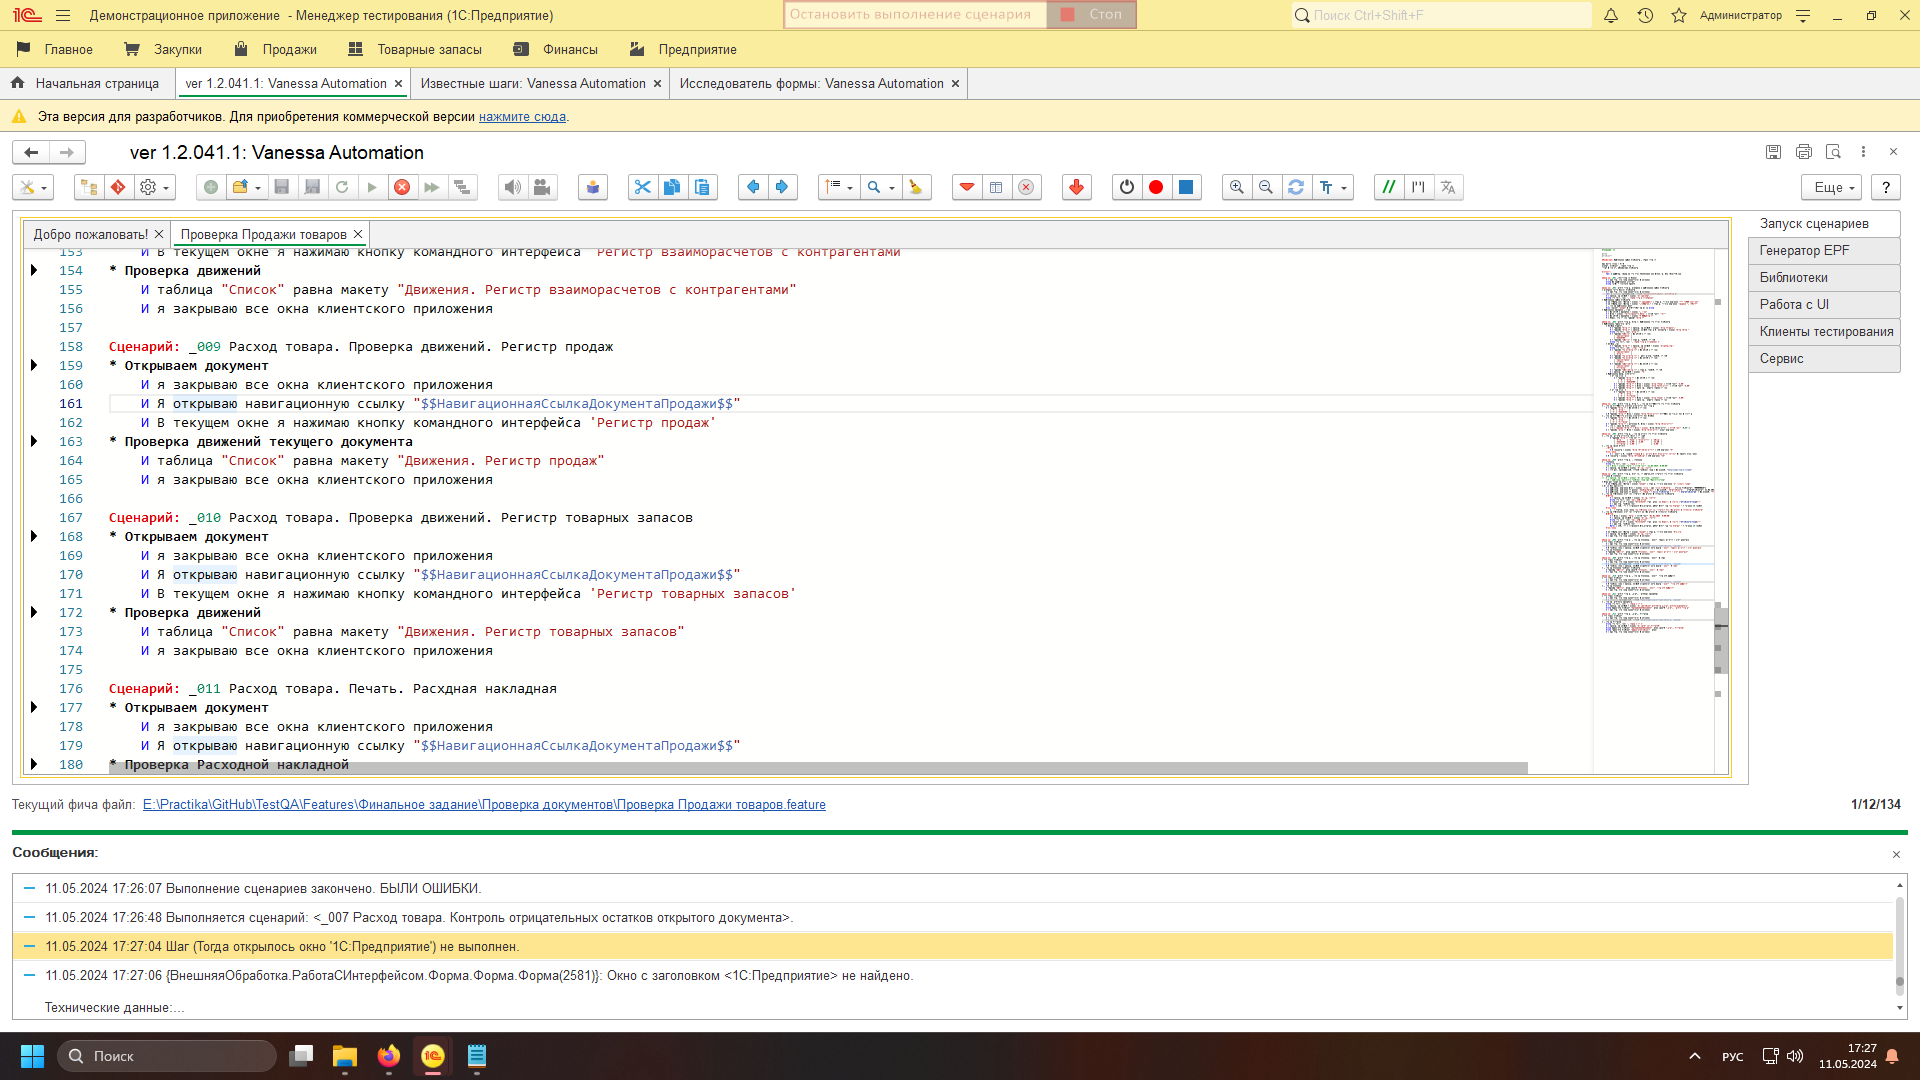 Демонстрационное приложение - Менеджер тестирования (1С:Предприятие)
Остановить выполнение сценария
Стоп
Поиск Ctrl+Shift+F
Администратор
Главное
Закупки
Продажи
Товарные запасы
Финансы
Предприятие
Начальная страница
ver 1.2.041.1: Vanessa Automation
Известные шаги: Vanessa Automation
Исследователь формы: Vanessa Automation
Эта версия для разработчиков. Для приобретения коммерческой версии нажмите сюда.
ver 1.2.041.1: Vanessa Automation
Еще
?
Добро пожаловать!
Проверка Продажи товаров
153 И В текущем окне я нажимаю кнопку командного интерфейса 'Регистр взаиморасчетов с контрагентами
154 * Проверка движений
155 И таблица "Список" равна макету "Движения. Регистр взаиморасчетов с контрагентами"
156 И я закрываю все окна клиентского приложения
157
158 Сценарий: _009 Расход товара. Проверка движений. Регистр продаж
159 * Открываем документ
160 И я закрываю все окна клиентского приложения
161 И Я открываю навигационную ссылку "$$НавигационнаяСсылкаДокументаПродажи$$"
162 И В текущем окне я нажимаю кнопку командного интерфейса 'Регистр продаж'
163 * Проверка движений текущего документа
164 И таблица "Список" равна макету "Движения. Регистр продаж"
165 И я закрываю все окна клиентского приложения
166
167 Сценарий: _010 Расход товара. Проверка движений. Регистр товарных запасов
168 * Открываем документ
169 И я закрываю все окна клиентского приложения
170 И Я открываю навигационную ссылку "$$НавигационнаяСсылкаДокументаПродажи$$"
171 И В текущем окне я нажимаю кнопку командного интерфейса 'Регистр товарных запасов'
172 * Проверка движений
173 И таблица "Список" равна макету "Движения. Регистр товарных запасов"
174 И я закрываю все окна клиентского приложения
175
176 Сценарий: _011 Расход товара. Печать. Расхдная накладная
177 * Открываем документ
178 И я закрываю все окна клиентского приложения
179 И Я открываю навигационную ссылку "$$НавигационнаяСсылкаДокументаПродажи$$"
180 * Проверка Расходной накладной
Запуск сценариев
Генератор EPF
Библиотеки
Работа с UI
Клиенты тестирования
Сервис
Текущий фича файл: E:\Practika\GitHub\TestQA\Features\Финальное задание\Проверка документов\Проверка Продажи товаров.feature
1/12/134
Сообщения:
11.05.2024 17:26:07 Выполнение сценариев закончено. БЫЛИ ОШИБКИ.
11.05.2024 17:26:48 Выполняется сценарий: <_007 Расход товара. Контроль отрицательных остатков открытого документа>.
11.05.2024 17:27:04 Шаг (Тогда открылось окно '1С:Предприятие') не выполнен.
11.05.2024 17:27:06 {ВнешняяОбработка.РаботаСИнтерфейсом.Форма.Форма.Форма(2581)}: Окно с заголовком <1С:Предприятие> не найдено.
Технические данные:...
Поиск
РУС
17:27
11.05.2024